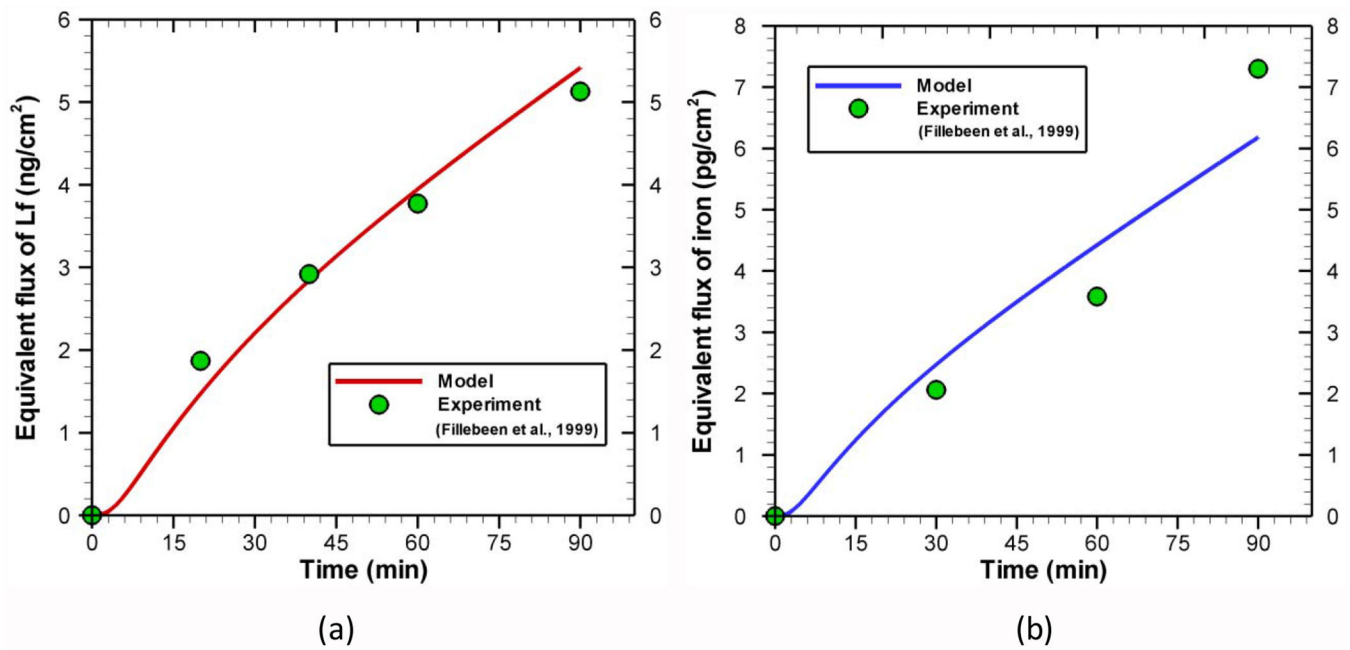 6
5
4
3
2
1
0
6
5
4
3
2
1
0
Equivalent flux of Lf (ng/cm²)
Model
Experiment
(Fillebeen et al., 1999)
0 15 30 45 60 75 90
Time (min)
(a)
8
7
6
5
4
3
2
1
0
8
7
6
5
4
3
2
1
0
Equivalent flux of iron (pg/cm²)
Model
Experiment
(Fillebeen et al., 1999)
0 15 30 45 60 75 90
Time (min)
(b)